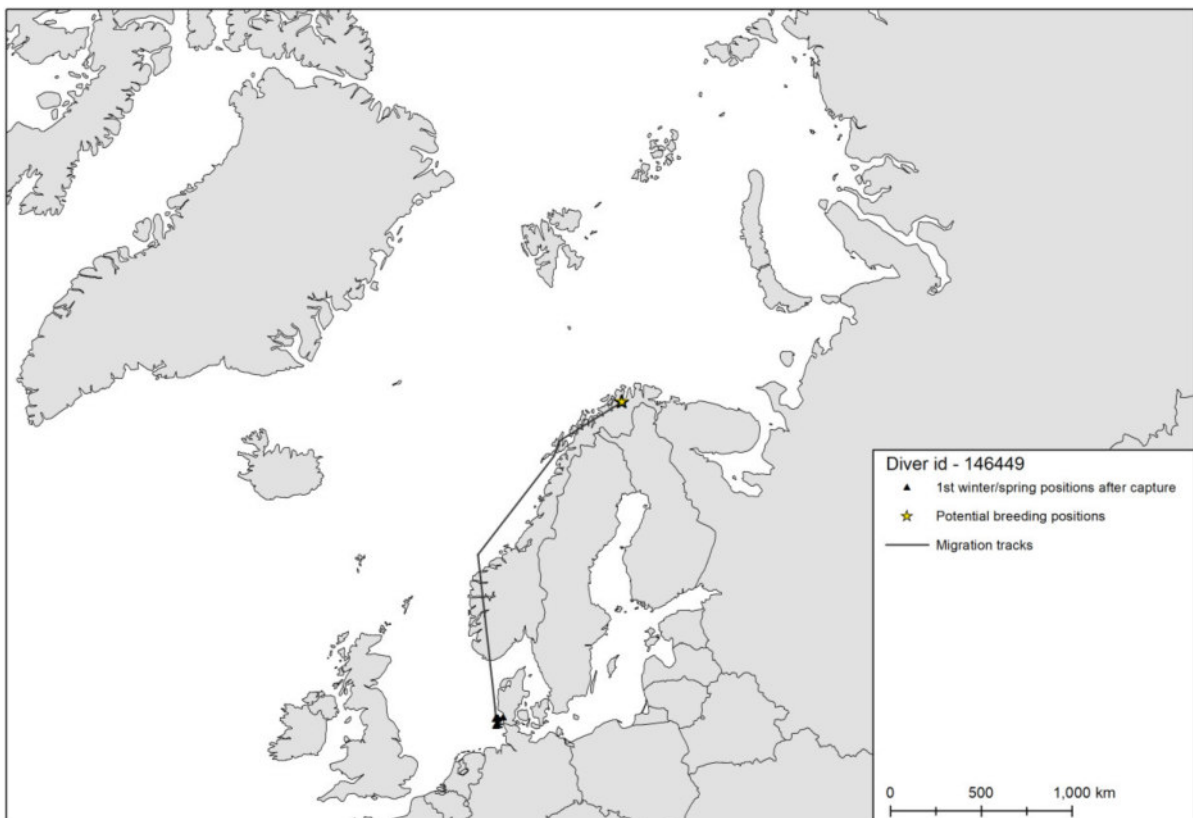 Diver id - 146449
1st winter/spring positions after capture
Potential breeding positions
Migration tracks
0 500 1,000 km